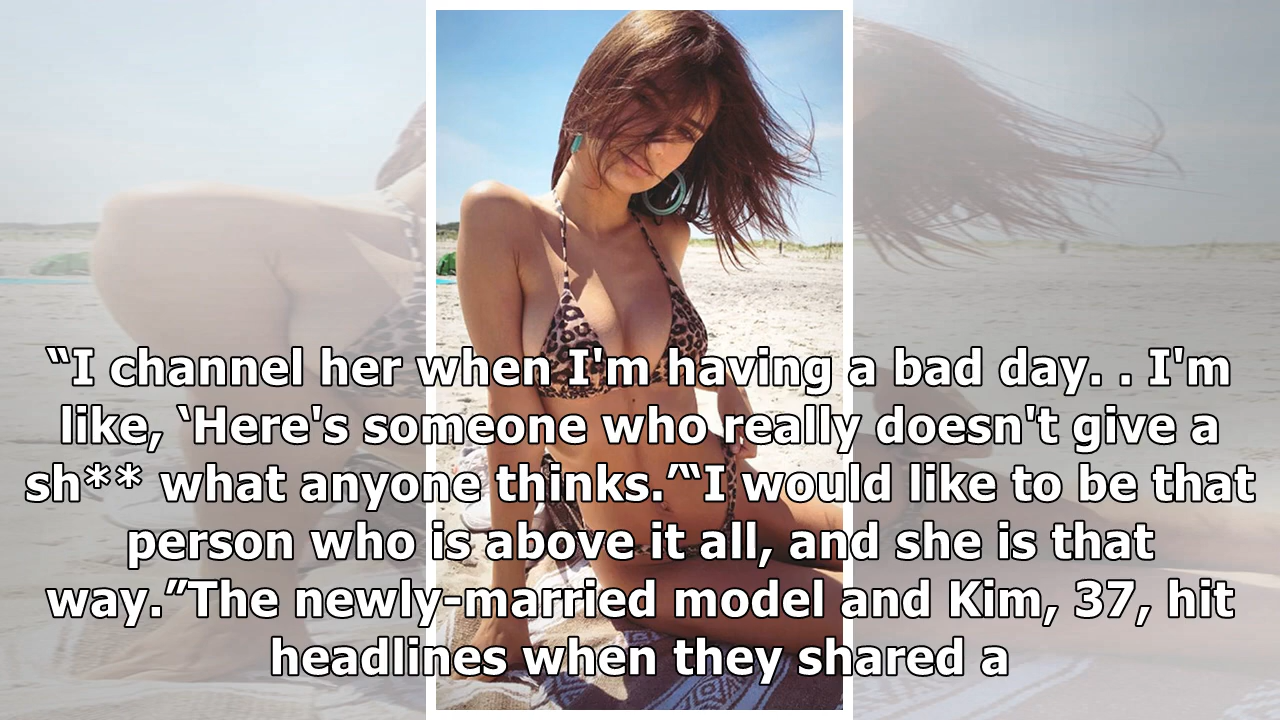 “I channel her when I'm having a bad day. . I'm
like, ‘Here's someone who really doesn't give a
sh** what anyone thinks.’“I would like to be that
person who is above it all, and she is that
way.”The newly-married model and Kim, 37, hit
headlines when they shared a